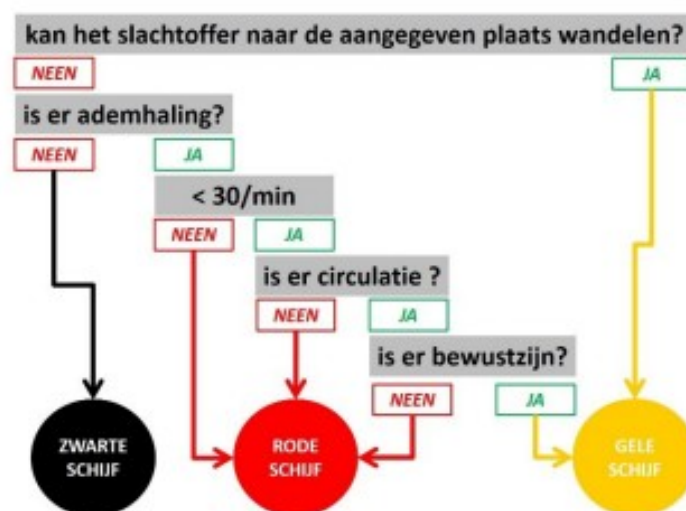 kan het slachtoffer naar de aangegeven plaats wandelen?
NEEN
JA
is er ademhaling?
NEEN
JA
< 30/min
NEEN
JA
is er circulatie ?
NEEN
JA
is er bewustzijn?
NEEN
JA
ZWARTE
SCHIJF
RODE
SCHIJF
GELE
SCHIJF